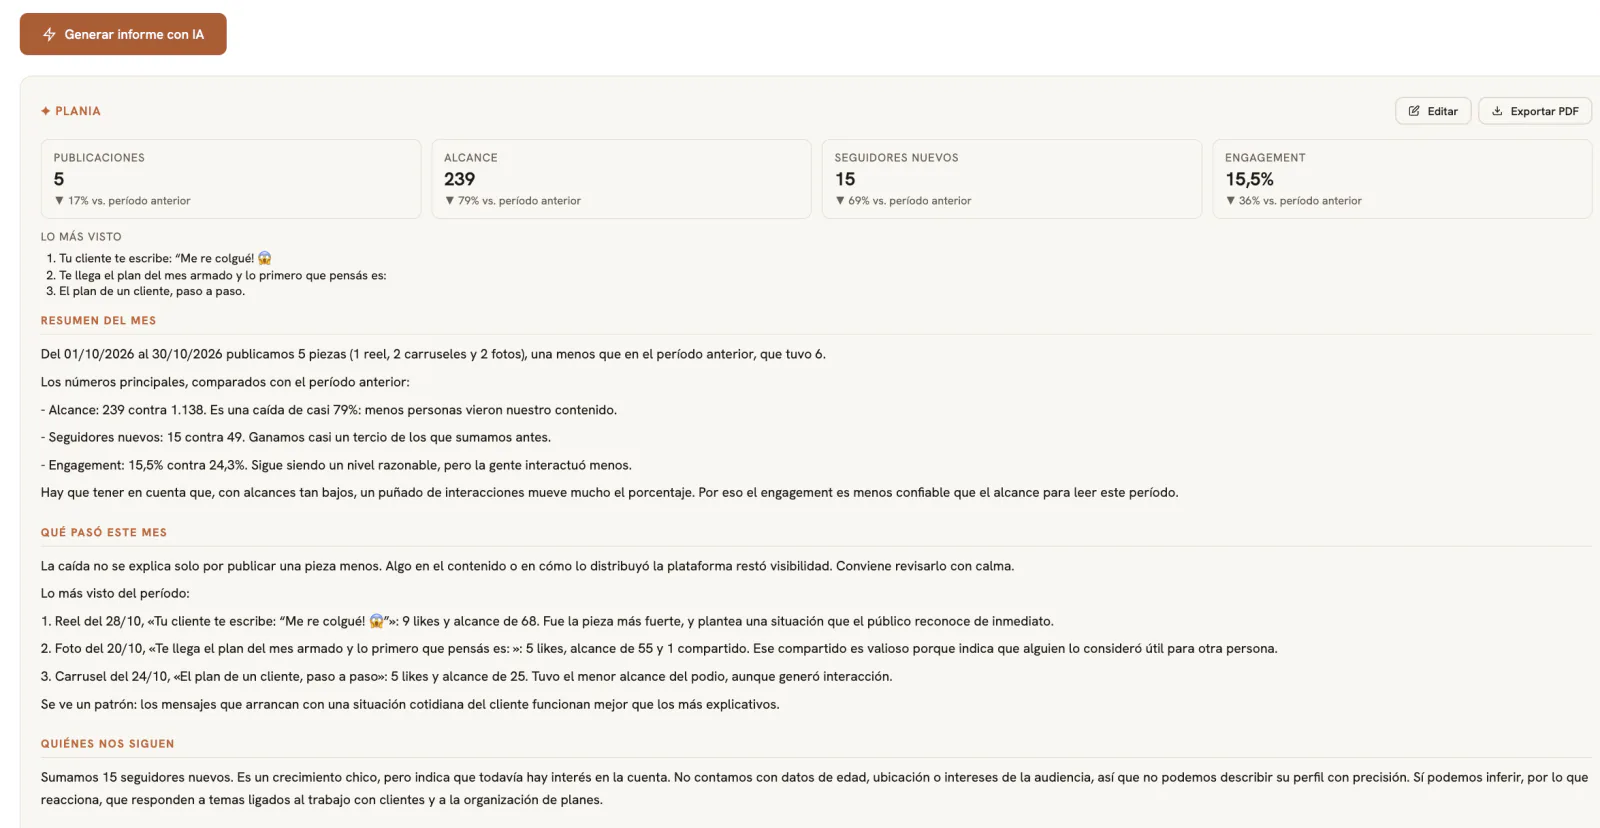 Generar informe con IA
✦ PLANIA
Editar
Exportar PDF
PUBLICACIONES
5
▼ 17% vs. período anterior
ALCANCE
239
▼ 79% vs. período anterior
SEGUIDORES NUEVOS
15
▼ 69% vs. período anterior
ENGAGEMENT
15,5%
▼ 36% vs. período anterior
LO MÁS VISTO
1. Tu cliente te escribe: “Me re colgué! 😱
2. Te llega el plan del mes armado y lo primero que pensás es:
3. El plan de un cliente, paso a paso.
RESUMEN DEL MES
Del 01/10/2026 al 30/10/2026 publicamos 5 piezas (1 reel, 2 carruseles y 2 fotos), una menos que en el período anterior, que tuvo 6.
Los números principales, comparados con el período anterior:
- Alcance: 239 contra 1.138. Es una caída de casi 79%: menos personas vieron nuestro contenido.
- Seguidores nuevos: 15 contra 49. Ganamos casi un tercio de los que sumamos antes.
- Engagement: 15,5% contra 24,3%. Sigue siendo un nivel razonable, pero la gente interactuó menos.
Hay que tener en cuenta que, con alcances tan bajos, un puñado de interacciones mueve mucho el porcentaje. Por eso el engagement es menos confiable que el alcance para leer este período.
QUÉ PASÓ ESTE MES
La caída no se explica solo por publicar una pieza menos. Algo en el contenido o en cómo lo distribuyó la plataforma restó visibilidad. Conviene revisarlo con calma.
Lo más visto del período:
1. Reel del 28/10, «Tu cliente te escribe: “Me re colgué! 😱”»: 9 likes y alcance de 68. Fue la pieza más fuerte, y plantea una situación que el público reconoce de inmediato.
2. Foto del 20/10, «Te llega el plan del mes armado y lo primero que pensás es: »: 5 likes, alcance de 55 y 1 compartido. Ese compartido es valioso porque indica que alguien lo consideró útil para otra persona.
3. Carrusel del 24/10, «El plan de un cliente, paso a paso»: 5 likes y alcance de 25. Tuvo el menor alcance del podio, aunque generó interacción.
Se ve un patrón: los mensajes que arrancan con una situación cotidiana del cliente funcionan mejor que los más explicativos.
QUIÉNES NOS SIGUEN
Sumamos 15 seguidores nuevos. Es un crecimiento chico, pero indica que todavía hay interés en la cuenta. No contamos con datos de edad, ubicación o intereses de la audiencia, así que no podemos describir su perfil con precisión. Sí podemos inferir, por lo que
reacciona, que responden a temas ligados al trabajo con clientes y a la organización de planes.